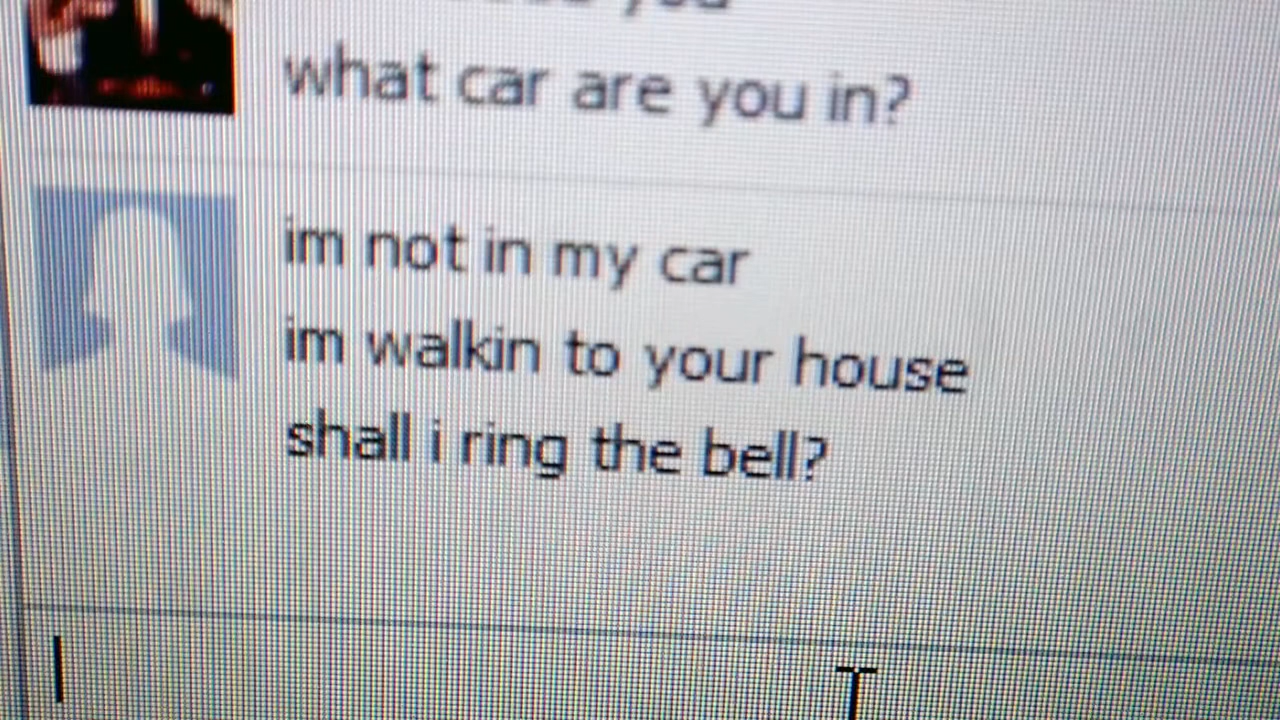 what car are you in?
im not in my car
im walkin to your house
shall i ring the bell?